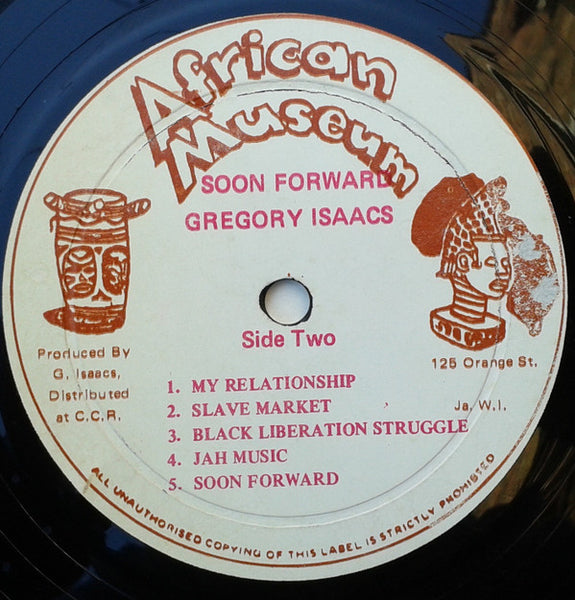 African
Museum
SOON FORWARD
GREGORY ISAACS
Side Two
Produced By
G. Isaacs,
Distributed
at C.C.R.
125 Orange St.
Ja, W.I.
1. MY RELATIONSHIP
2. SLAVE MARKET
3. BLACK LIBERATION STRUGGLE
4. JAH MUSIC
5. SOON FORWARD
ALL UNAUTHORISED COPYING OF THIS LABEL IS STRICTLY PROHIBITED